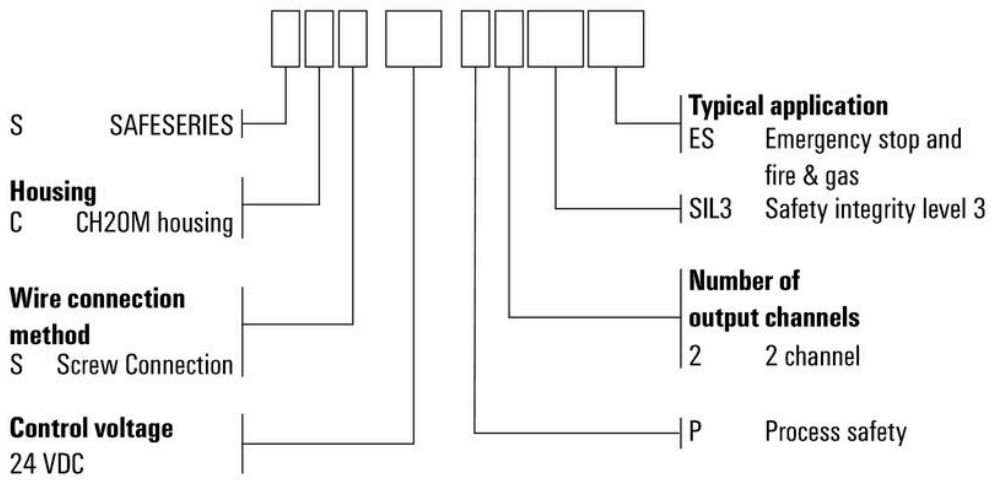 S SAFESERIES
Housing
C CH20M housing
Wire connection
method
S Screw Connection
Control voltage
24 VDC
Typical application
ES Emergency stop and
fire & gas
SIL3 Safety integrity level 3
Number of
output channels
2 2 channel
P Process safety